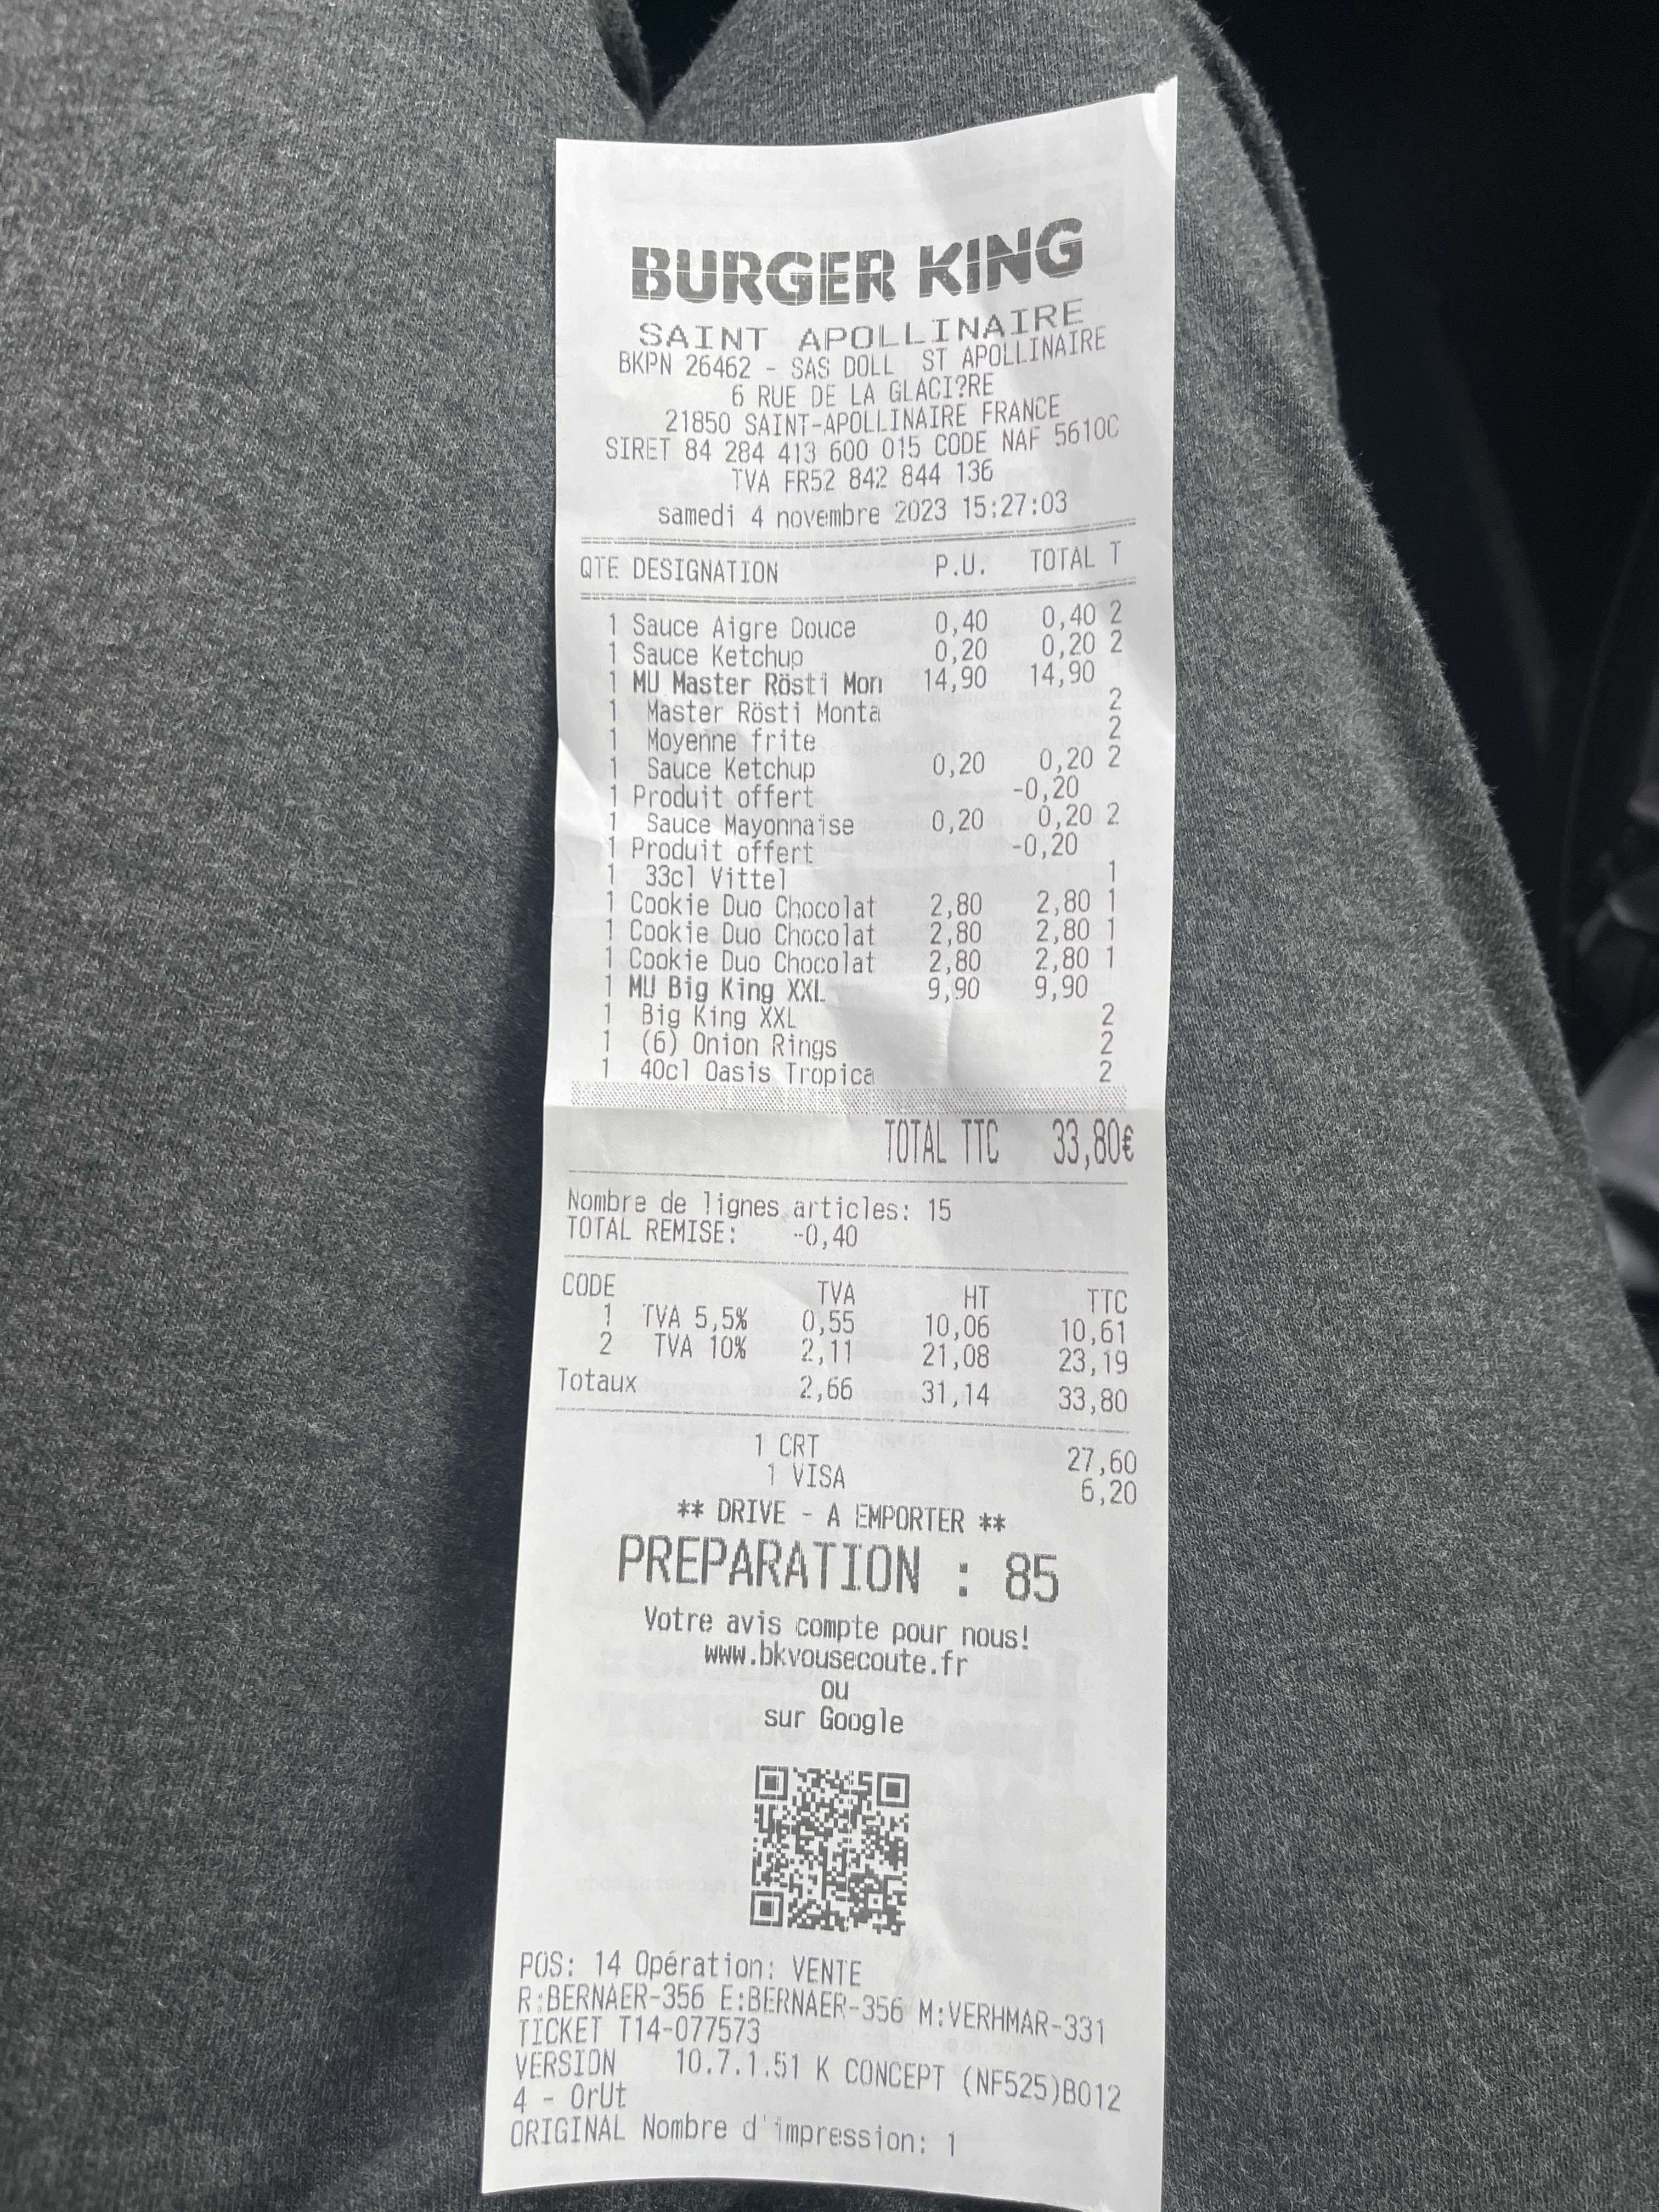 BURGER KING
SAINT APOLLINAIRE
BKPN 26462 - SAS DOLL ST APOLLINAIRE
6 RUE DE LA GLACI?RE
21850 SAINT-APOLLINAIRE FRANCE
SIRET 84 284 413 600 015 CODE NAF 5610C
TVA FR52 842 844 136
samedi 4 novembre 2023 15:27:03
QTE DESIGNATION P.U. TOTAL T
1 Sauce Aigre Douce 0,40 0,40 2
1 Sauce Ketchup 0,20 0,20 2
1 MU Master Rösti Mon 14,90 14,90
1 Master Rösti Monta 2
1 Moyenne frite 2
1 Sauce Ketchup 0,20 0,20 2
1 Produit offert -0,20
1 Sauce Mayonnaise 0,20 0,20 2
1 Produit offert -0,20
1 33cl Vittel 1
1 Cookie Duo Chocolat 2,80 2,80 1
1 Cookie Duo Chocolat 2,80 2,80 1
1 Cookie Duo Chocolat 2,80 2,80 1
1 MU Big King XXL 9,90 9,90
1 Big King XXL 2
1 (6) Onion Rings 2
1 40cl Oasis Tropica 2
TOTAL TTC 33,80€
Nombre de lignes articles: 15
TOTAL REMISE: -0,40
CODE TVA HT TTC
1 TVA 5,5% 0,55 10,06 10,61
2 TVA 10% 2,11 21,08 23,19
Totaux 2,66 31,14 33,80
1 CRT 27,60
1 VISA 6,20
** DRIVE - A EMPORTER **
PREPARATION : 85
Votre avis compte pour nous!
www.bkvousecoute.fr
ou
sur Google
POS: 14 Opération: VENTE
R:BERNAER-356 E:BERNAER-356 M:VERHMAR-331
TICKET T14-077573
VERSION 10.7.1.51 K CONCEPT (NF525)B012
4 - OrUt
ORIGINAL Nombre d'impression: 1